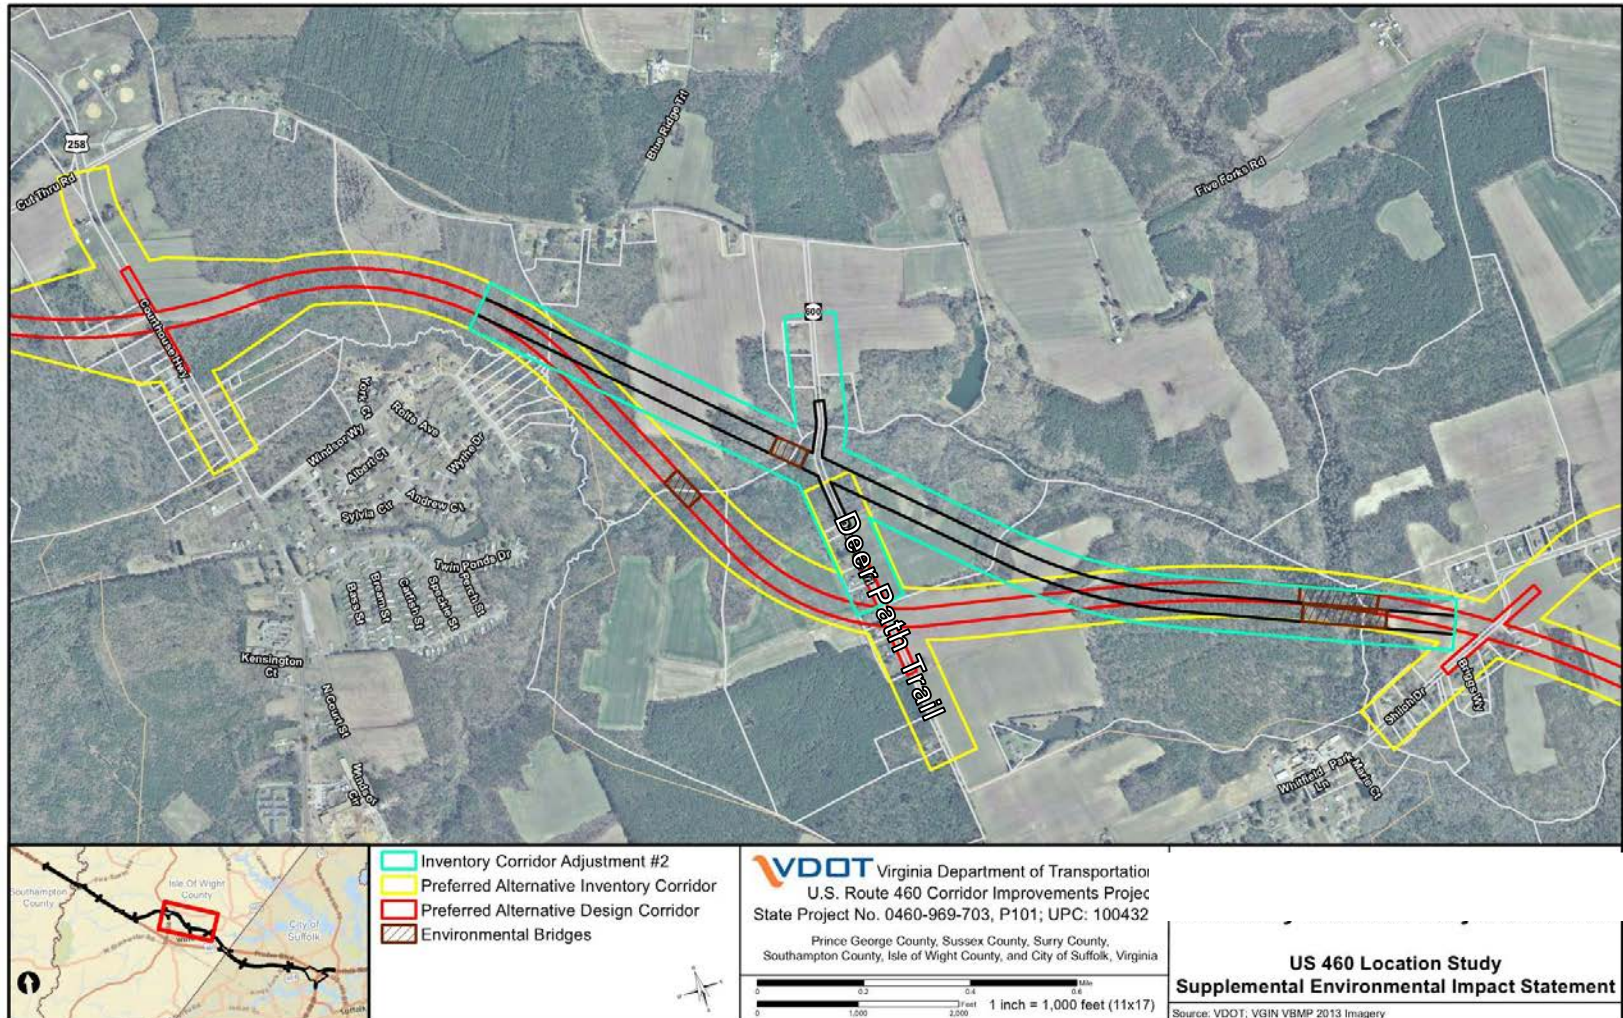 258
Cut Thru Rd
Blue Ridge Trl
Five Forks Rd
600
Courthouse Hwy
York Ct
Rolfe Ave
Windsor Wy
Albert Ct
Wythe Dr
Andrew Ct
Sylvia Cir
Twin Ponds Dr
Bass St
Bream St
Catfish St
Speckle St
Perch St
Kensington
Ct
N Court St
Windsor
Cir
Deer Path Trail
Shiloh Dr
Briggs Wy
Whitfield
Ln
Park
Marie Ct
Southampton
County
Isle Of Wight
County
City of
Suffolk
Inventory Corridor Adjustment #2
Preferred Alternative Inventory Corridor
Preferred Alternative Design Corridor
Environmental Bridges
VDOT Virginia Department of Transportation
U.S. Route 460 Corridor Improvements Projec
State Project No. 0460-969-703, P101; UPC: 100432
Prince George County, Sussex County, Surry County,
Southampton County, Isle of Wight County, and City of Suffolk, Virginia
0 0.2 0.4 0.6 Mile
0 1,000 2,000 Feet
1 inch = 1,000 feet (11x17)
US 460 Location Study
Supplemental Environmental Impact Statement
Source: VDOT; VGIN VBMP 2013 Imagery